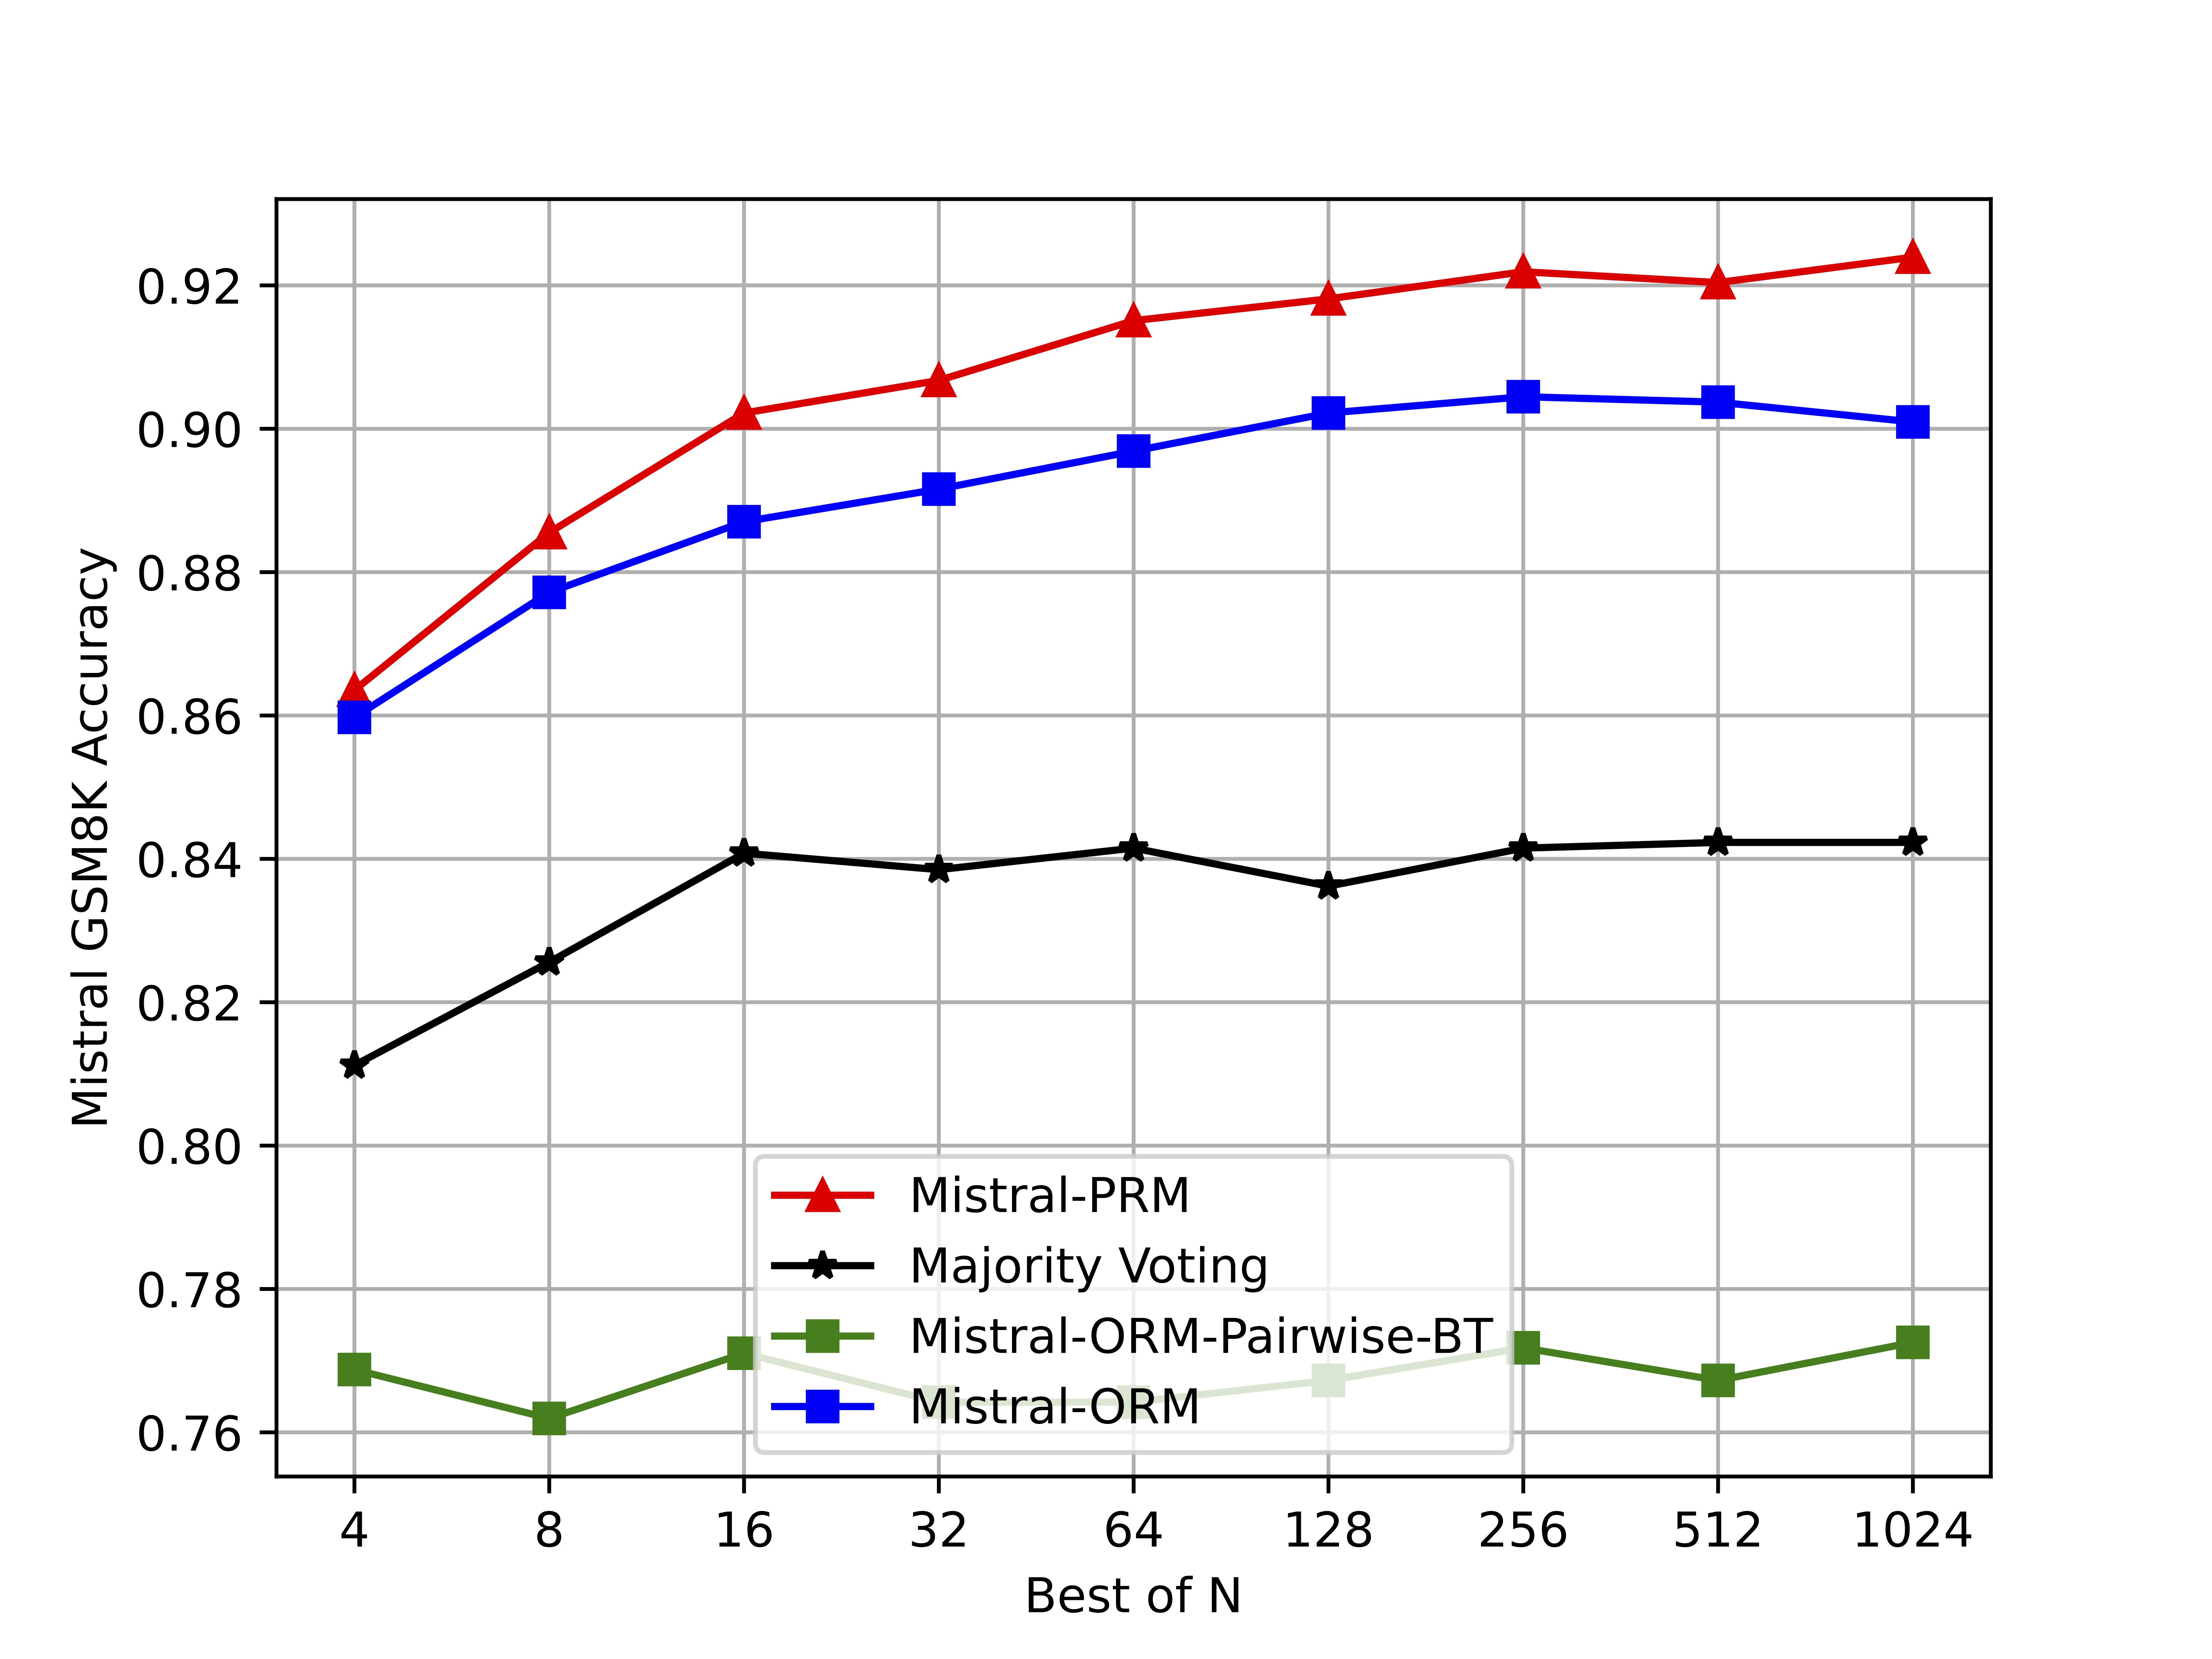 Mistral GSM8K Accuracy
0.92
0.90
0.88
0.86
0.84
0.82
0.80
0.78
0.76
Mistral-PRM
Majority Voting
Mistral-ORM-Pairwise-BT
Mistral-ORM
4 8 16 32 64 128 256 512 1024
Best of N